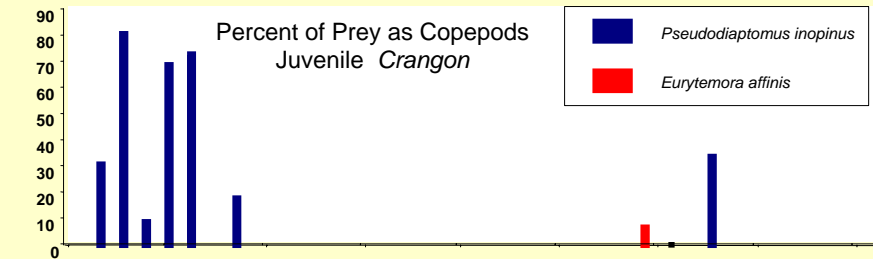 Percent of Prey as Copepods
Juvenile Crangon
Pseudodiaptomus inopinus
Eurytemora affinis
90
80
70
60
50
40
30
20
10
0